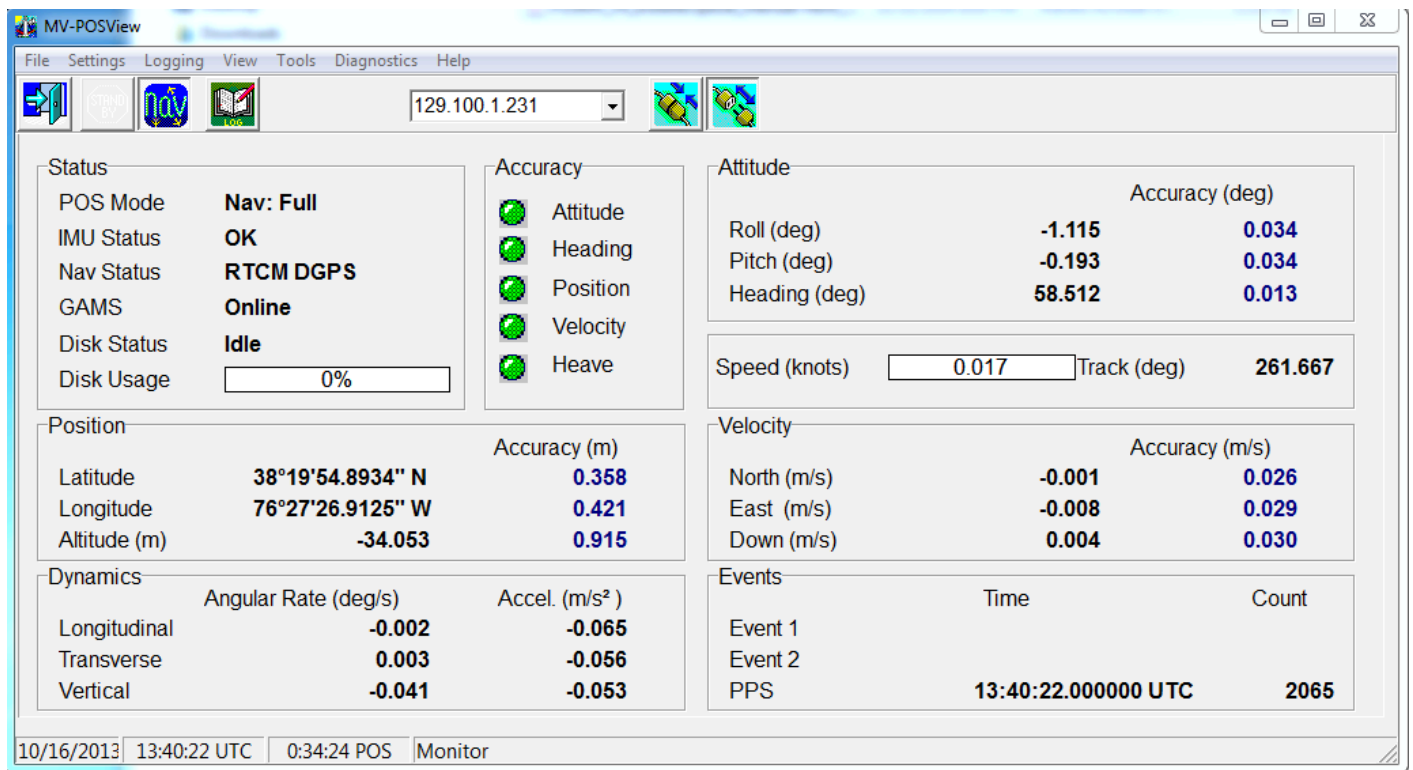 MV-POSView
File Settings Logging View Tools Diagnostics Help
STAND BY nav LOG 129.100.1.231
Status
POS Mode Nav: Full
IMU Status OK
Nav Status RTCM DGPS
GAMS Online
Disk Status Idle
Disk Usage 0%
Accuracy
Attitude
Heading
Position
Velocity
Heave
Attitude
Accuracy (deg)
Roll (deg) -1.115 0.034
Pitch (deg) -0.193 0.034
Heading (deg) 58.512 0.013
Speed (knots) 0.017 Track (deg) 261.667
Position
Accuracy (m)
Latitude 38°19'54.8934" N 0.358
Longitude 76°27'26.9125" W 0.421
Altitude (m) -34.053 0.915
Velocity
Accuracy (m/s)
North (m/s) -0.001 0.026
East (m/s) -0.008 0.029
Down (m/s) 0.004 0.030
Dynamics
Angular Rate (deg/s) Accel. (m/s²)
Longitudinal -0.002 -0.065
Transverse 0.003 -0.056
Vertical -0.041 -0.053
Events
Time Count
Event 1
Event 2
PPS 13:40:22.000000 UTC 2065
10/16/2013 13:40:22 UTC 0:34:24 POS Monitor